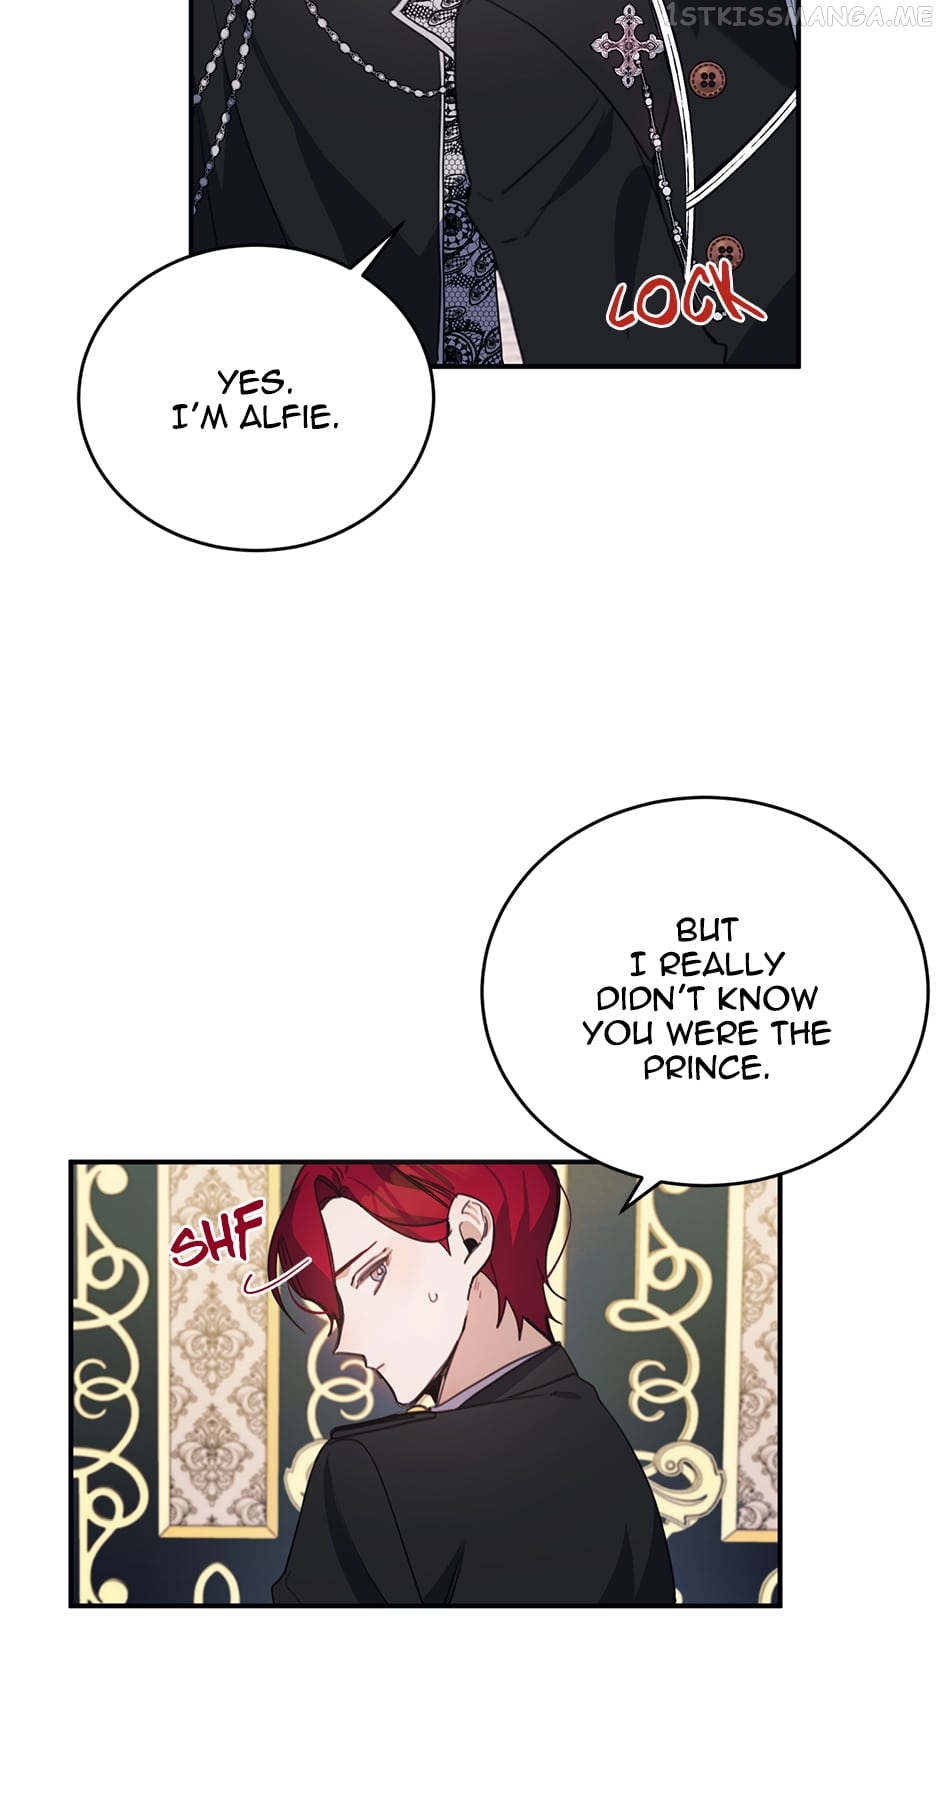 1STKISSMANGA.ME
LOCK
YES.
I'M ALFIE.
BUT
I REALLY
DIDN'T KNOW
YOU WERE THE
PRINCE.
SHF